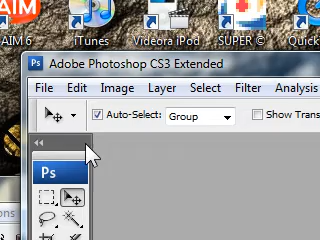 AIM 6
iTunes
Videora iPod
SUPER ©
Quick
Ps Adobe Photoshop CS3 Extended
File Edit Image Layer Select Filter Analysis
Auto-Select: Group Show Trans
Ps
ons